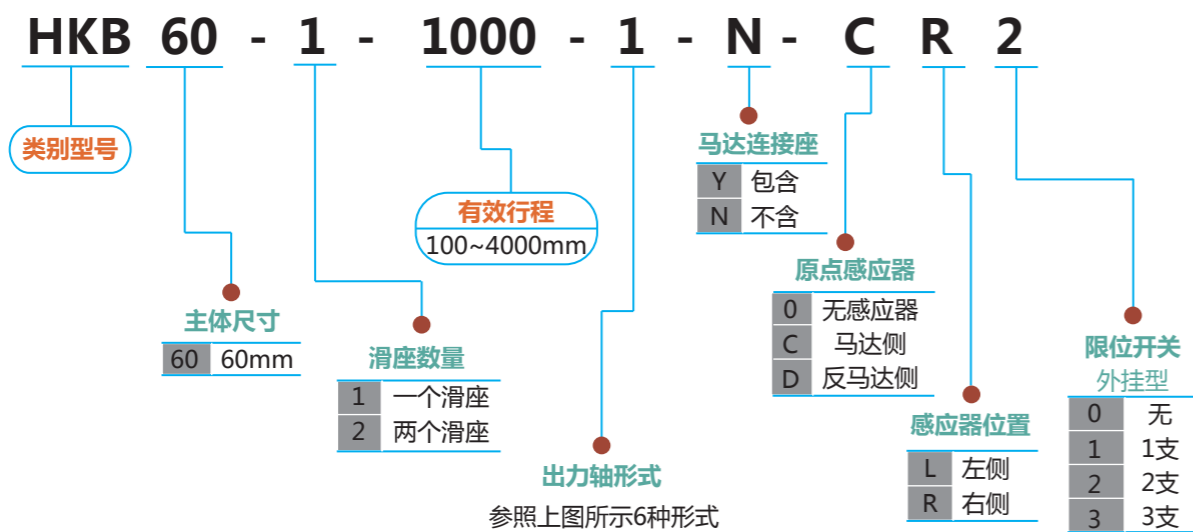 HKB 60 - 1 - 1000 - 1 - N - C R 2
类别型号
主体尺寸
60 60mm
滑座数量
1 一个滑座
2 两个滑座
有效行程
100~4000mm
出力轴形式
参照上图所示6种形式
马达连接座
Y 包含
N 不含
原点感应器
0 无感应器
C 马达侧
D 反马达侧
感应器位置
L 左侧
R 右侧
限位开关
外挂型
0 无
1 1支
2 2支
3 3支